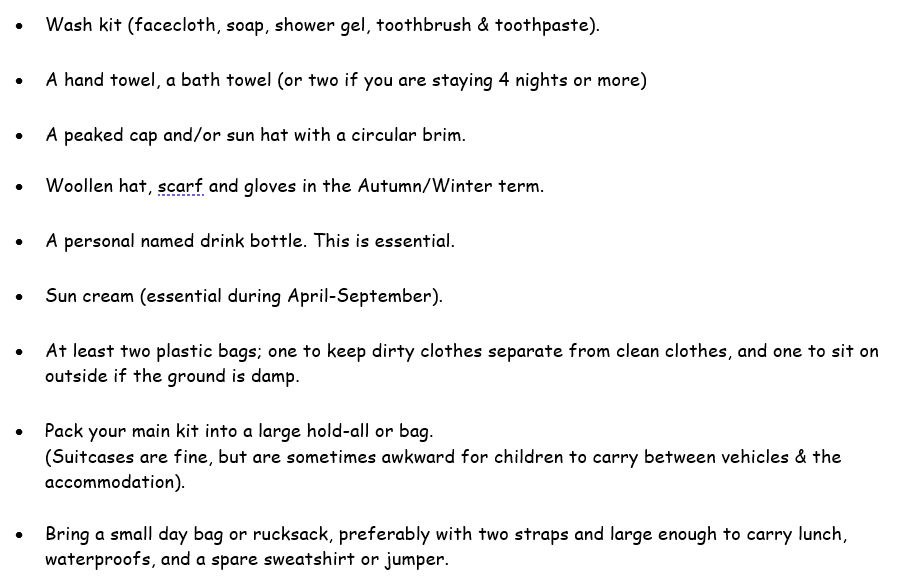 • Wash kit (facecloth, soap, shower gel, toothbrush & toothpaste).
• A hand towel, a bath towel (or two if you are staying 4 nights or more)
• A peaked cap and/or sun hat with a circular brim.
• Woollen hat, scarf and gloves in the Autumn/Winter term.
• A personal named drink bottle. This is essential.
• Sun cream (essential during April-September).
• At least two plastic bags; one to keep dirty clothes separate from clean clothes, and one to sit on
outside if the ground is damp.
• Pack your main kit into a large hold-all or bag.
(Suitcases are fine, but are sometimes awkward for children to carry between vehicles & the
accommodation).
• Bring a small day bag or rucksack, preferably with two straps and large enough to carry lunch,
waterproofs, and a spare sweatshirt or jumper.